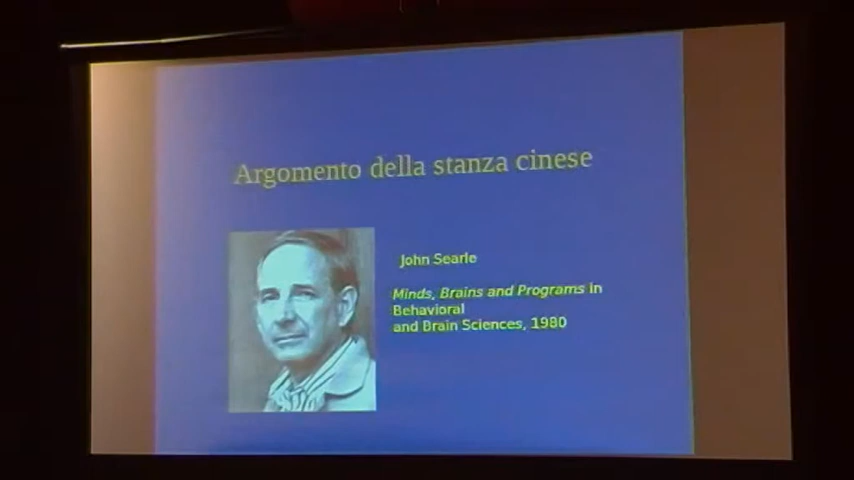 Argomento della stanza cinese
John Searle
Minds, Brains and Programs in
Behavioral
and Brain Sciences, 1980